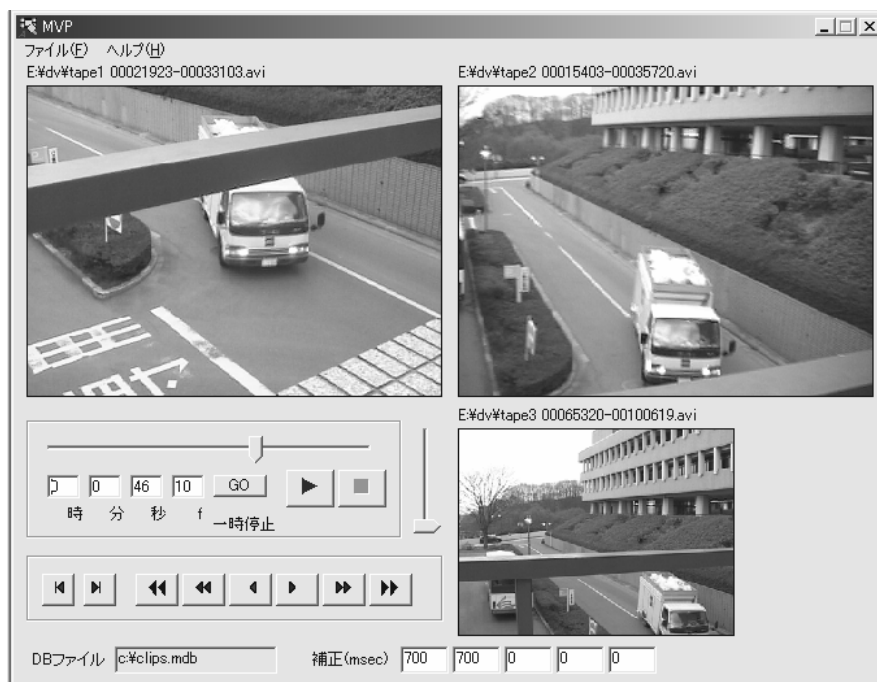 MVP
ファイル(F) ヘルプ(H)
E:¥dv¥tape1 00021923-00033103.avi
E:¥dv¥tape2 00015403-00035720.avi
E:¥dv¥tape3 00065320-00100619.avi
0 0 46 10 GO
時 分 秒 f 一時停止
DBファイル c:¥clips.mdb 補正(msec) 700 700 0 0 0